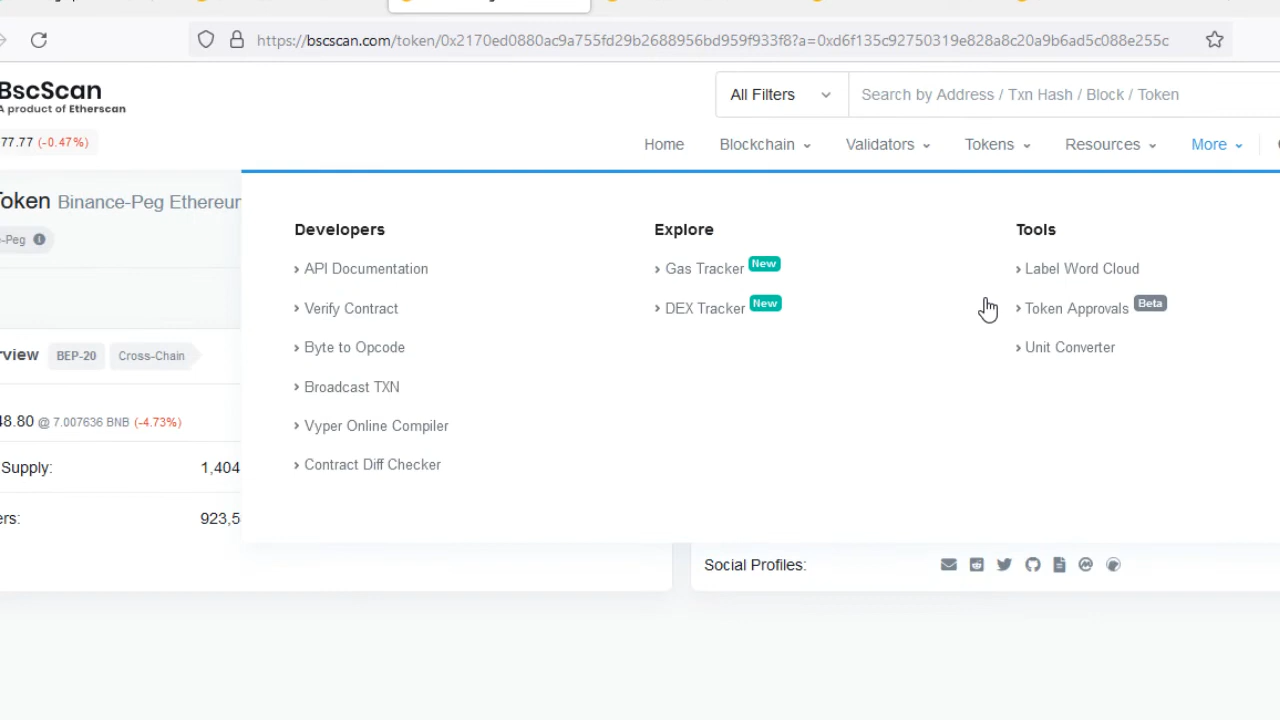 https://bscscan.com/token/0x2170ed0880ac9a755fd29b2688956bd959f933f8?a=0xd6f135c92750319e828a8c20a9b6ad5c088e255c
BscScan
A product of Etherscan
All Filters
Search by Address / Txn Hash / Block / Token
77.77 (-0.47%)
Home Blockchain Validators Tokens Resources More
oken Binance-Peg Ethereur
-Peg
Developers
API Documentation
Verify Contract
Byte to Opcode
Broadcast TXN
Vyper Online Compiler
Contract Diff Checker
Explore
Gas Tracker New
DEX Tracker New
Tools
Label Word Cloud
Token Approvals Beta
Unit Converter
rview BEP-20 Cross-Chain
48.80 @ 7.007636 BNB (-4.73%)
Supply: 1,404
ers: 923,5
Social Profiles: